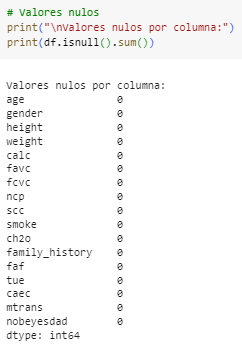 # Valores nulos
print("\nValores nulos por columna:")
print(df.isnull().sum())
Valores nulos por columna:
age 0
gender 0
height 0
weight 0
calc 0
favc 0
fcvc 0
ncp 0
scc 0
smoke 0
ch2o 0
family_history 0
faf 0
tue 0
caec 0
mtrans 0
nobeyesdad 0
dtype: int64